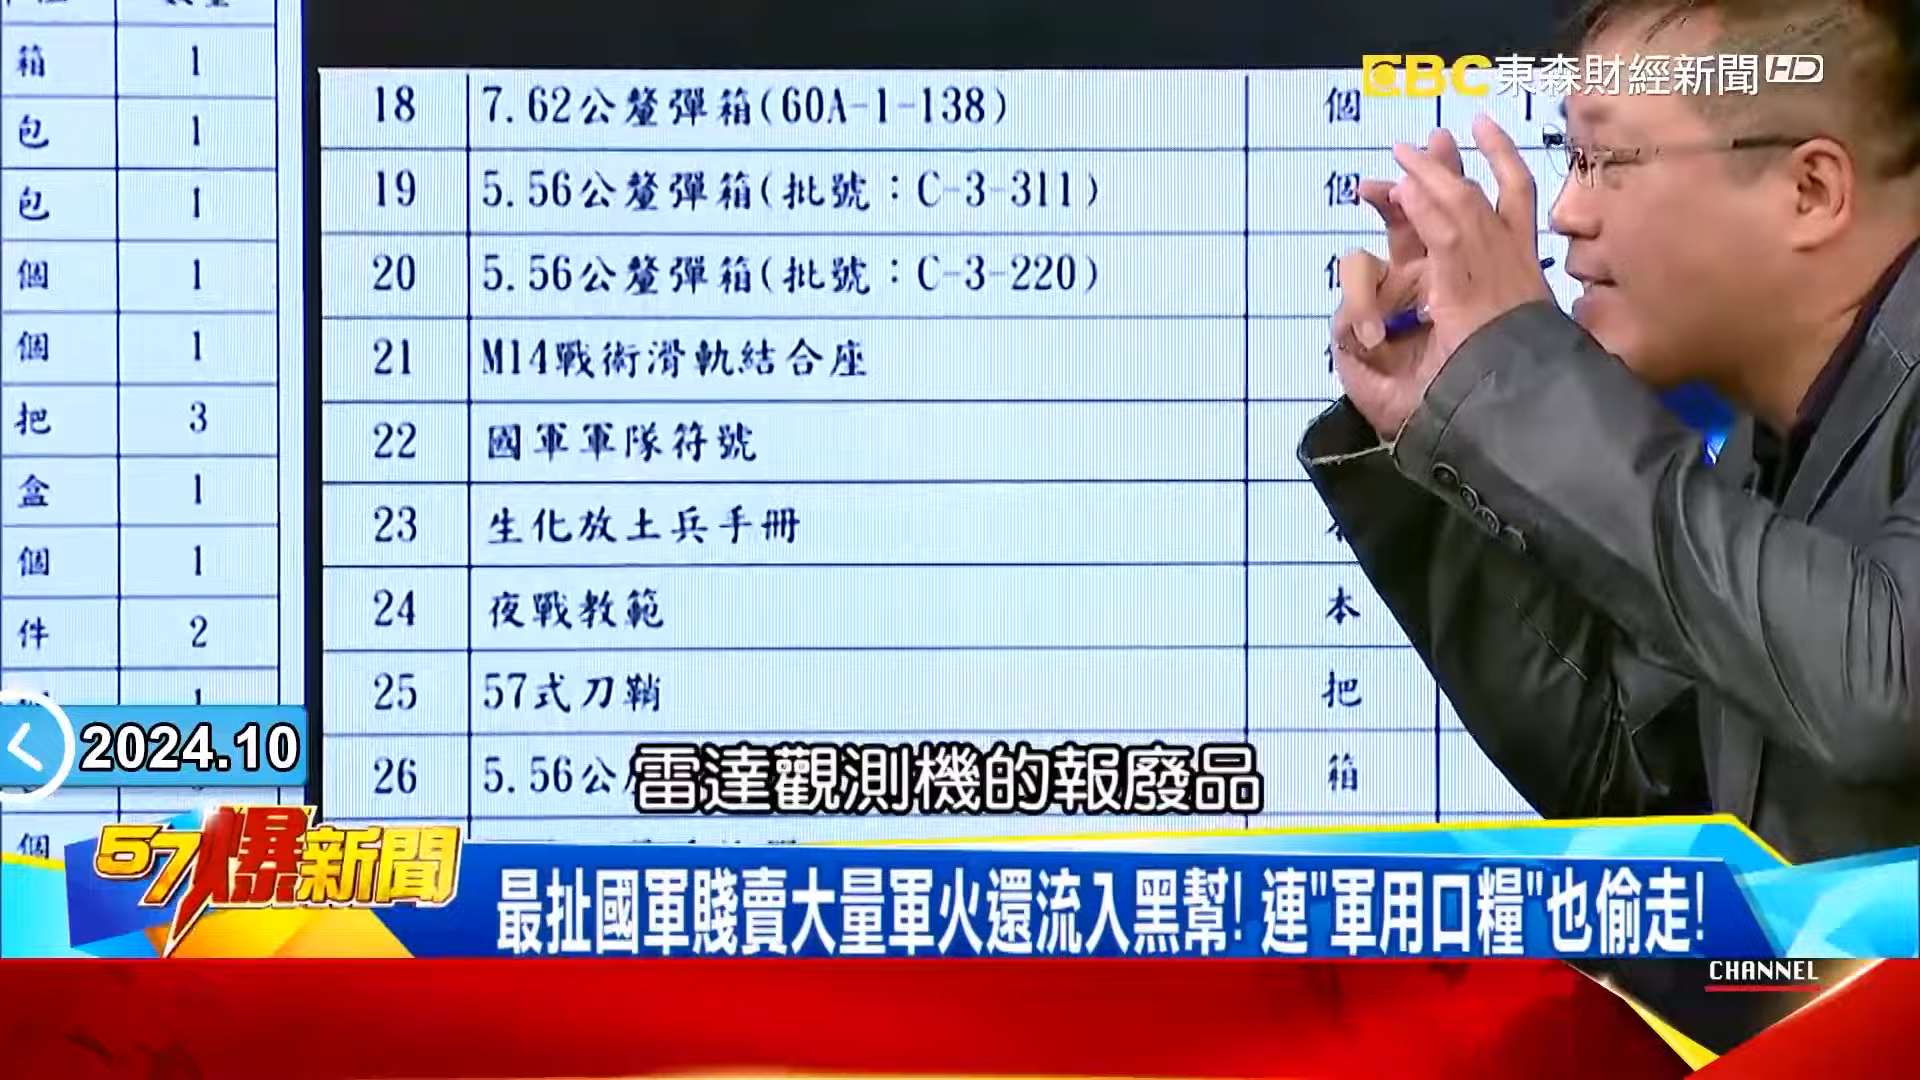 EBC東森財經新聞HD
箱 1
包 1
包 1
個 1
個 1
把 3
盒 1
個 1
件 2
個
18 7.62公釐彈箱(60A-1-138) 個 1
19 5.56公釐彈箱(批號：C-3-311) 個
20 5.56公釐彈箱(批號：C-3-220)
21 M14戰術滑軌結合座
22 國軍軍隊符號
23 生化放士兵手冊
24 夜戰教範 本
25 57式刀鞘 把
26 5.56公 箱
2024.10
雷達觀測機的報廢品
57爆新聞
最扯國軍賤賣大量軍火還流入黑幫! 連"軍用口糧"也偷走!
CHANNEL